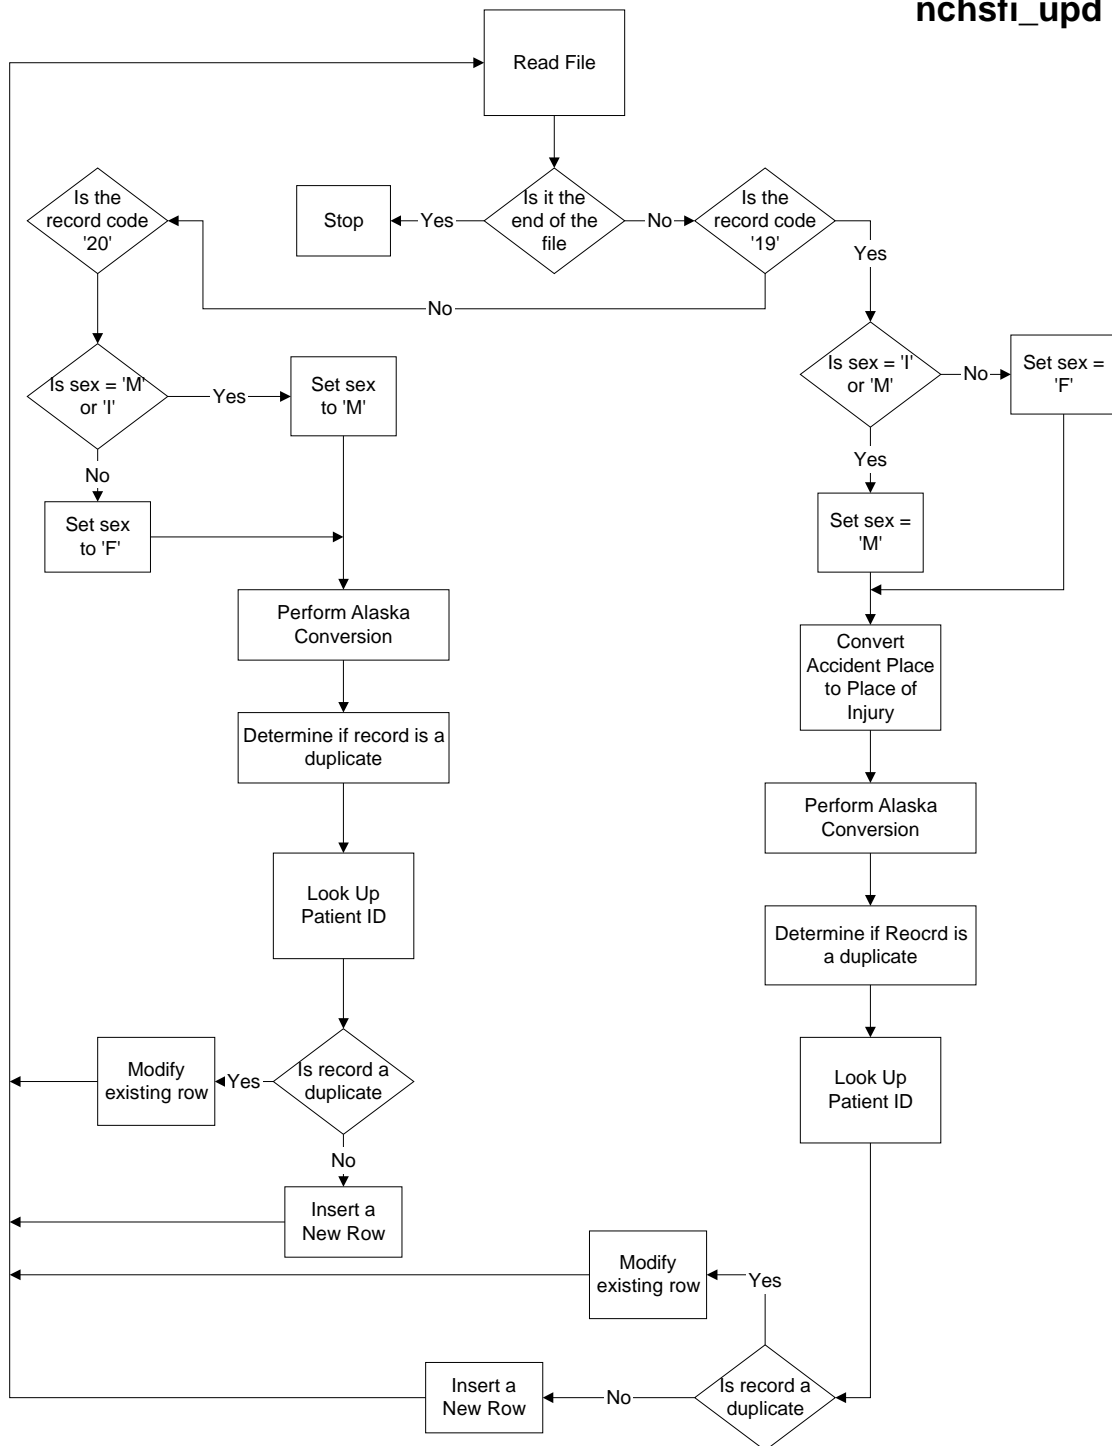 nchsfi_upd
Read File
Is the
record code
'20'
Stop
Yes
Is it the
end of the
file
No
Is the
record code
'19'
Yes
No
Is sex = 'M'
or 'I'
Yes
Set sex
to 'M'
Is sex = 'I'
or 'M'
No
Set sex =
'F'
No
Yes
Set sex
to 'F'
Set sex =
'M'
Perform Alaska
Conversion
Convert
Accident Place
to Place of
Injury
Determine if record is a
duplicate
Perform Alaska
Conversion
Look Up
Patient ID
Determine if Reocrd is
a duplicate
Modify
existing row
Yes
Is record a
duplicate
Look Up
Patient ID
No
Insert a
New Row
Modify
existing row
Yes
Insert a
New Row
No
Is record a
duplicate